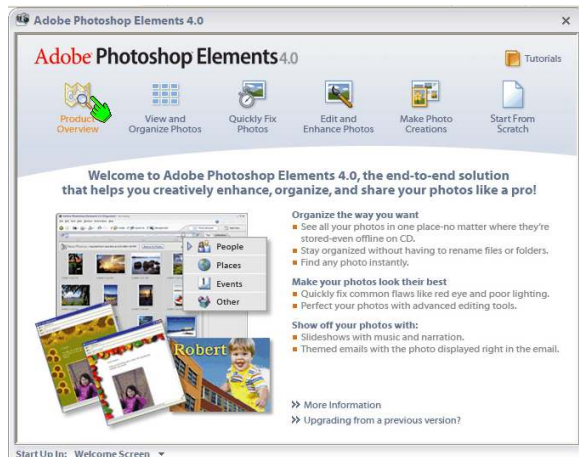 Adobe Photoshop Elements 4.0
Adobe Photoshop Elements 4.0
Tutorials
Product Overview
View and Organize Photos
Quickly Fix Photos
Edit and Enhance Photos
Make Photo Creations
Start From Scratch
Welcome to Adobe Photoshop Elements 4.0, the end-to-end solution
that helps you creatively enhance, organize, and share your photos like a pro!
People
Places
Events
Other
Robert
Organize the way you want
See all your photos in one place-no matter where they're
stored-even offline on CD.
Stay organized without having to rename files or folders.
Find any photo instantly.
Make your photos look their best
Quickly fix common flaws like red eye and poor lighting.
Perfect your photos with advanced editing tools.
Show off your photos with:
Slideshows with music and narration.
Themed emails with the photo displayed right in the email.
More Information
Upgrading from a previous version?
Start Up In: Welcome Screen